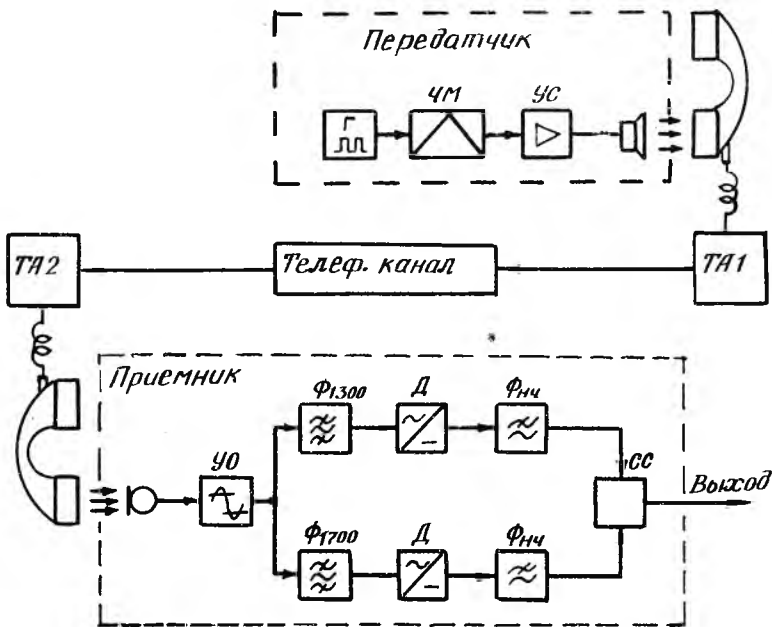 Передатчик
ЧМ
УС
Г
ТА2
Телеф. канал
ТА1
Приемник
Ф1300
Д
Фнч
УО
СС
Выход
Ф1700
Д
Фнч